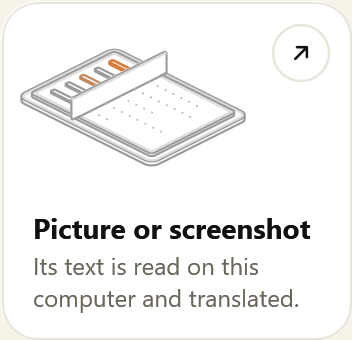 Picture or screenshot
Its text is read on this
computer and translated.